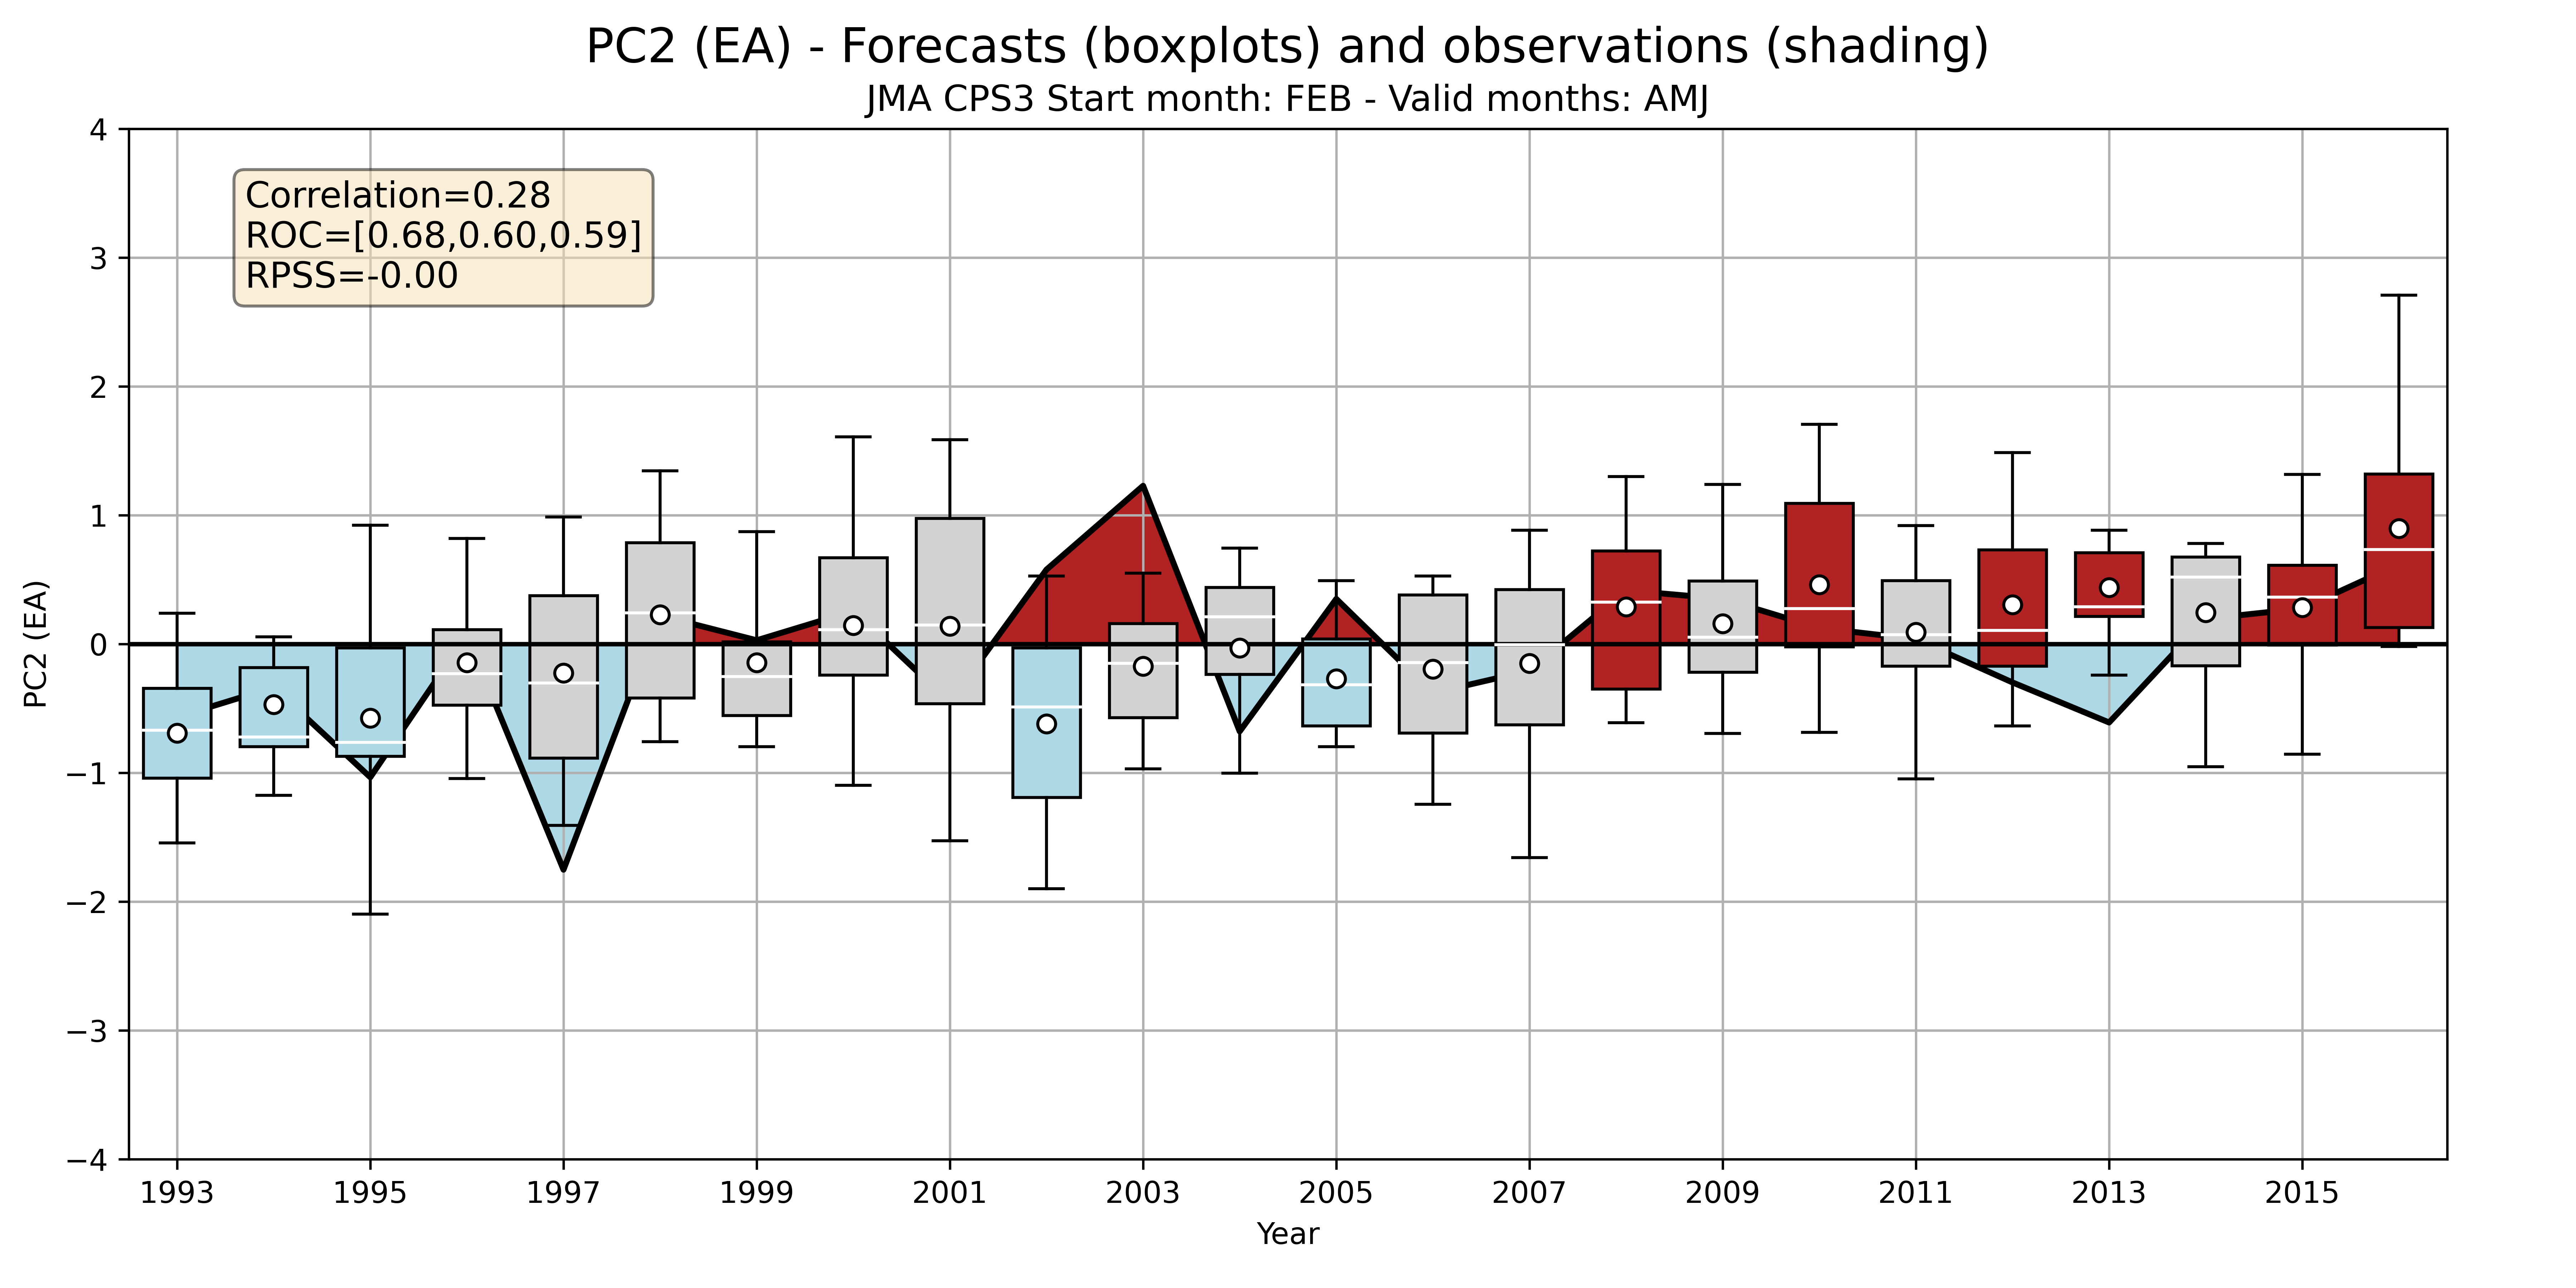 PC2 (EA) - Forecasts (boxplots) and observations (shading)
JMA CPS3 Start month: FEB - Valid months: AMJ
Correlation=0.28
ROC=[0.68,0.60,0.59]
RPSS=-0.00
PC2 (EA)
4
3
2
1
0
−1
−2
−3
−4
1993 1995 1997 1999 2001 2003 2005 2007 2009 2011 2013 2015
Year